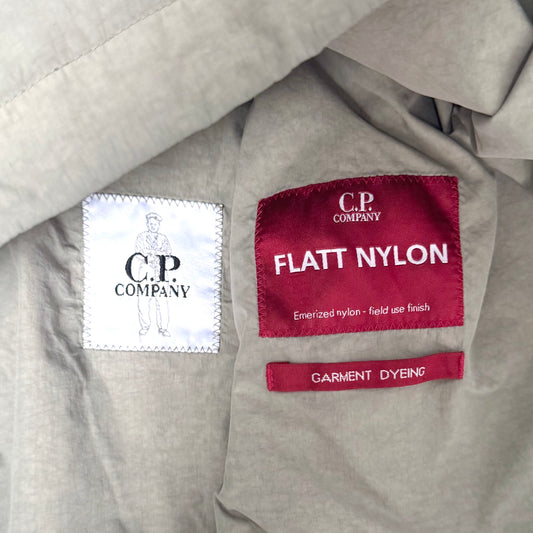 C.P.
COMPANY
C.P.
COMPANY
FLATT NYLON
Emerized nylon - field use finish
GARMENT DYEING